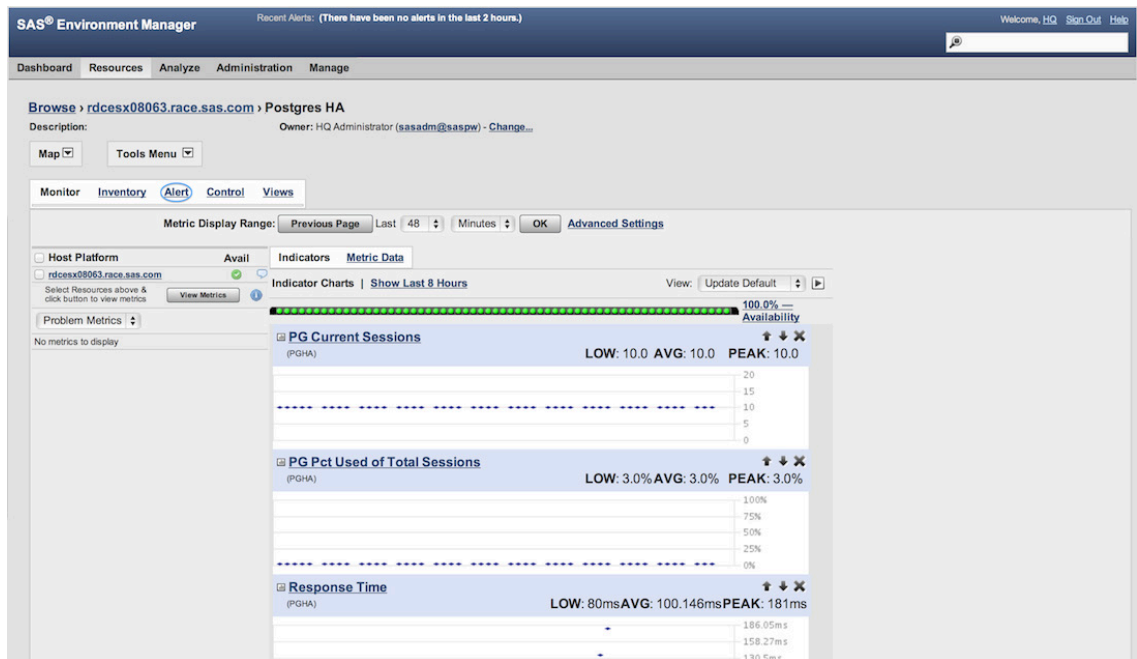 SAS® Environment Manager
Recent Alerts: (There have been no alerts in the last 2 hours.)
Welcome, HQ Sign Out Help
Dashboard Resources Analyze Administration Manage
Browse › rdcesx08063.race.sas.com › Postgres HA
Description:
Owner: HQ Administrator (sasadm@saspw) - Change...
Map
Tools Menu
Monitor Inventory Alert Control Views
Metric Display Range: Previous Page Last 48 Minutes OK Advanced Settings
Host Platform Avail
rdcesx08063.race.sas.com
Select Resources above &
click button to view metrics
View Metrics
Problem Metrics
No metrics to display
Indicators Metric Data
Indicator Charts | Show Last 8 Hours
View: Update Default
100.0% —
Availability
PG Current Sessions
(PGHA)
LOW: 10.0 AVG: 10.0 PEAK: 10.0
20
15
10
5
0
PG Pct Used of Total Sessions
(PGHA)
LOW: 3.0% AVG: 3.0% PEAK: 3.0%
100%
75%
50%
25%
0%
Response Time
(PGHA)
LOW: 80ms AVG: 100.146ms PEAK: 181ms
186.05ms
158.27ms
130.5ms